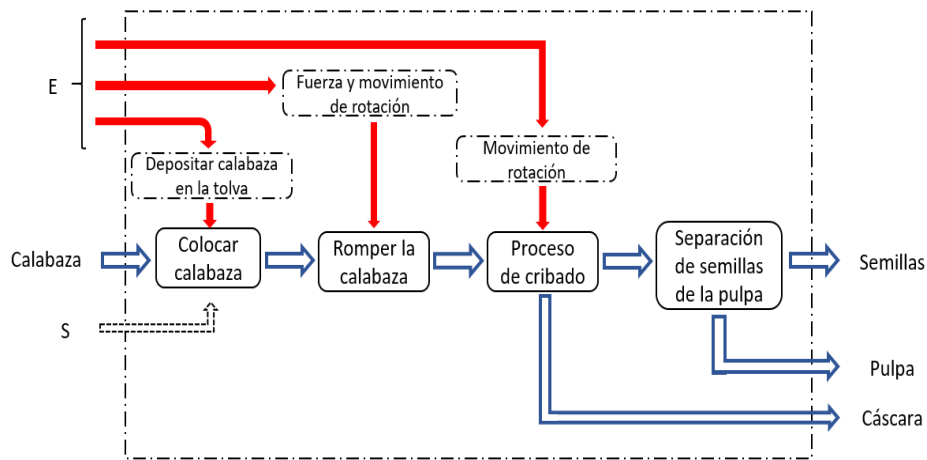 E
Fuerza y movimiento
de rotación
Depositar calabaza
en la tolva
Movimiento de
rotación
Calabaza
Colocar
calabaza
Romper la
calabaza
Proceso
de cribado
Separación
de semillas
de la pulpa
Semillas
S
Pulpa
Cáscara